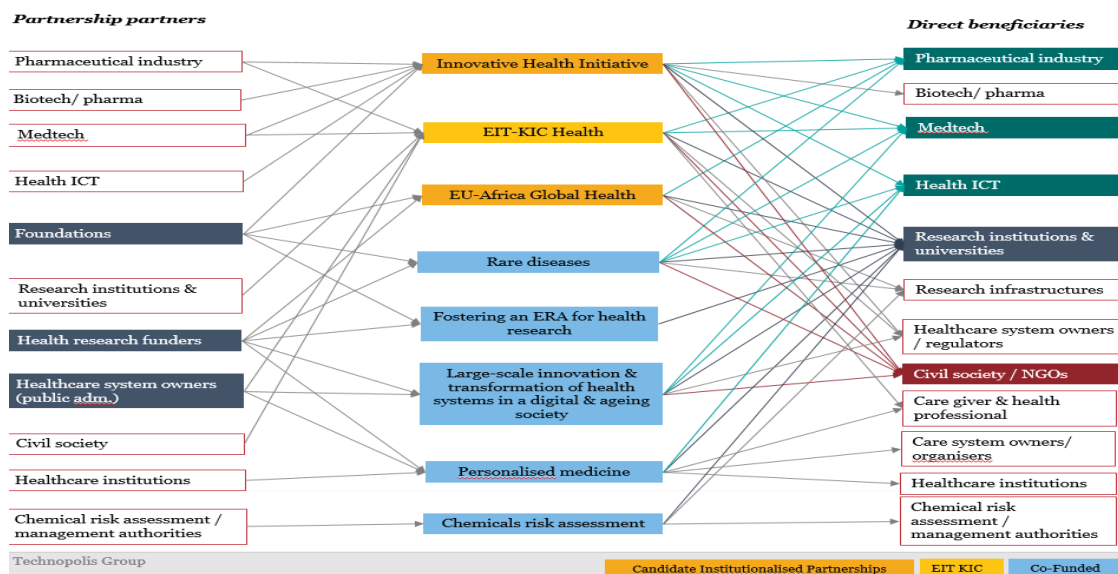 Partnership partners
Direct beneficiaries
Pharmaceutical industry
Biotech/ pharma
Medtech
Health ICT
Foundations
Research institutions &
universities
Health research funders
Healthcare system owners
(public adm.)
Civil society
Healthcare institutions
Chemical risk assessment /
management authorities
Innovative Health Initiative
EIT-KIC Health
EU-Africa Global Health
Rare diseases
Fostering an ERA for health
research
Large-scale innovation &
transformation of health
systems in a digital & ageing
society
Personalised medicine
Chemicals risk assessment
Pharmaceutical industry
Biotech/ pharma
Medtech
Health ICT
Research institutions &
universities
Research infrastructures
Healthcare system owners
/ regulators
Civil society / NGOs
Care giver & health
professional
Care system owners/
organisers
Healthcare institutions
Chemical risk
assessment /
management authorities
Technopolis Group
Candidate Institutionalised Partnerships
EIT KIC
Co-Funded